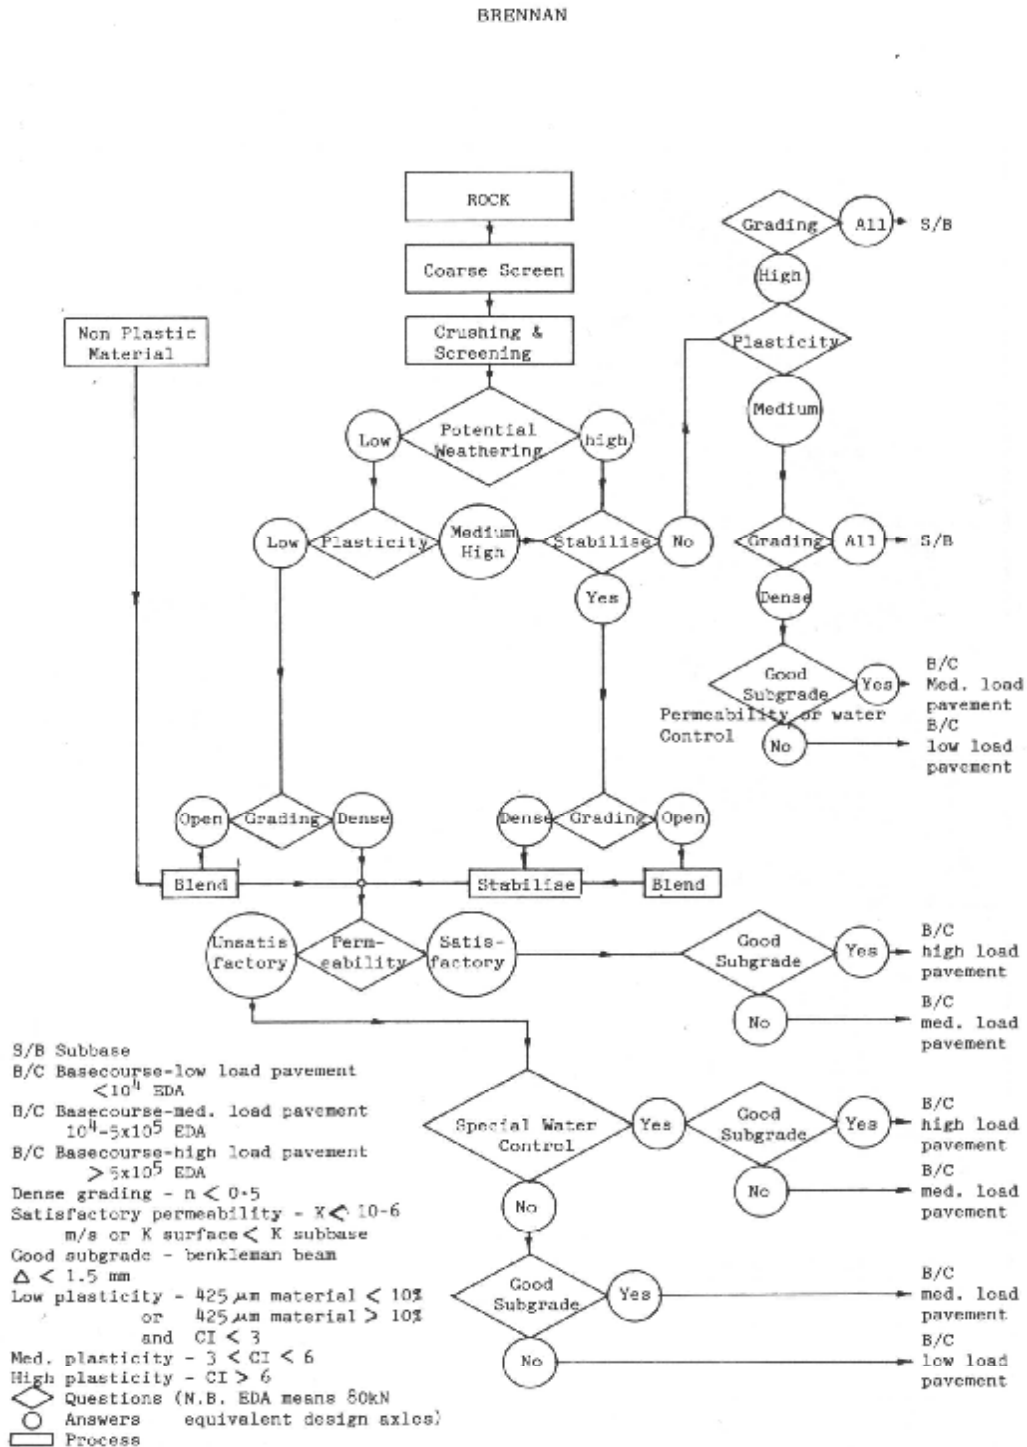 BRENNAN
ROCK
Coarse Screen
Crushing &
Screening
Non Plastic
Material
Potential
Weathering
Low
high
Low
Plasticity
Medium
High
Stabilise
No
Yes
Grading
All
S/B
High
Plasticity
Medium
Grading
All
S/B
Dense
Good
Subgrade
Permeability or water
Control
Yes
B/C
Med. load
pavement
No
B/C
low load
pavement
Open
Grading
Dense
Dense
Grading
Open
Blend
Stabilise
Blend
Unsatis
factory
Perm-
eability
Satis-
factory
Good
Subgrade
Yes
B/C
high load
pavement
No
B/C
med. load
pavement
Special Water
Control
Yes
Good
Subgrade
Yes
B/C
high load
pavement
No
B/C
med. load
pavement
No
Good
Subgrade
Yes
B/C
med. load
pavement
No
B/C
low load
pavement
S/B Subbase
B/C Basecourse-low load pavement
<10⁴ EDA
B/C Basecourse-med. load pavement
10⁴-5x10⁵ EDA
B/C Basecourse-high load pavement
> 5x10⁵ EDA
Dense grading - n < 0·5
Satisfactory permeability - K < 10-6
m/s or K surface < K subbase
Good subgrade - benkleman beam
Δ < 1.5 mm
Low plasticity - 425 μm material < 10%
or 425 μm material > 10%
and CI < 3
Med. plasticity - 3 < CI < 6
High plasticity - CI > 6
Questions (N.B. EDA means 80kN
Answers equivalent design axles)
Process